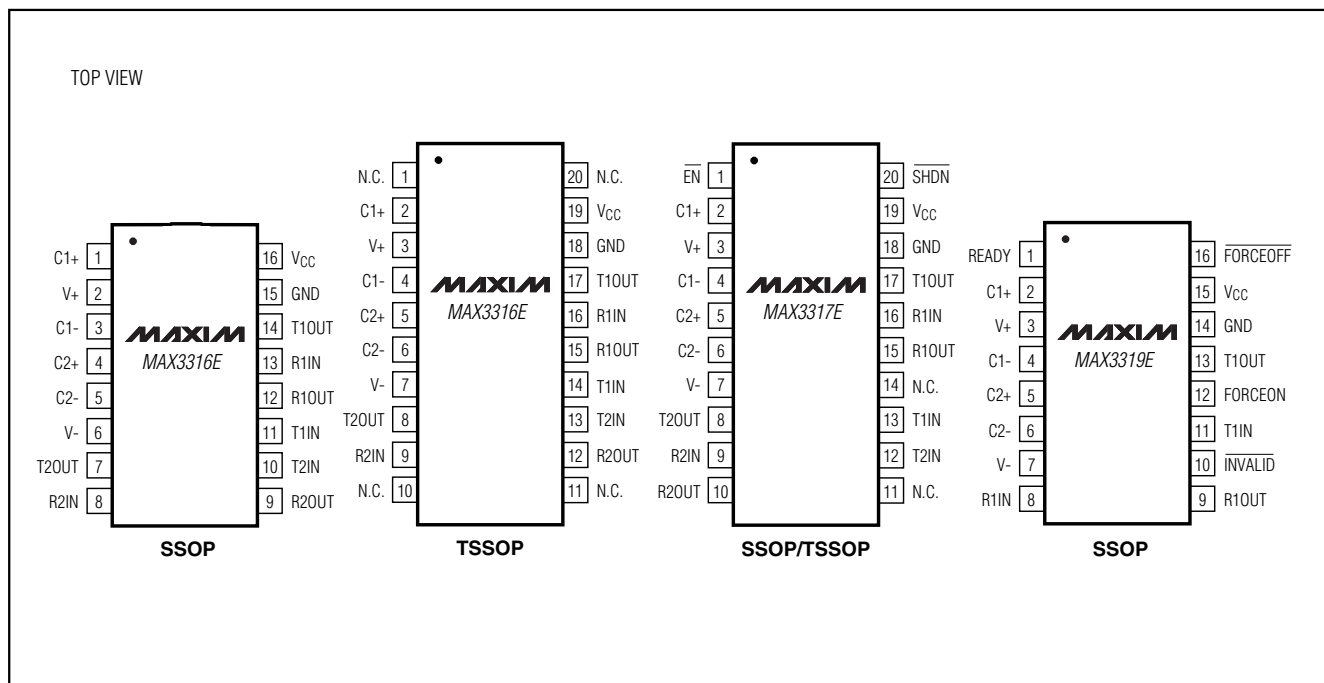 TOP VIEW
C1+ 1
V+ 2
C1- 3
C2+ 4
C2- 5
V- 6
T2OUT 7
R2IN 8
16 VCC
15 GND
14 T1OUT
13 R1IN
12 R1OUT
11 T1IN
10 T2IN
9 R2OUT
MAXIM
MAX3316E
SSOP
N.C. 1
C1+ 2
V+ 3
C1- 4
C2+ 5
C2- 6
V- 7
T2OUT 8
R2IN 9
N.C. 10
20 N.C.
19 VCC
18 GND
17 T1OUT
16 R1IN
15 R1OUT
14 T1IN
13 T2IN
12 R2OUT
11 N.C.
MAXIM
MAX3316E
TSSOP
EN 1
C1+ 2
V+ 3
C1- 4
C2+ 5
C2- 6
V- 7
T2OUT 8
R2IN 9
R2OUT 10
20 SHDN
19 VCC
18 GND
17 T1OUT
16 R1IN
15 R1OUT
14 N.C.
13 T1IN
12 T2IN
11 N.C.
MAXIM
MAX3317E
SSOP/TSSOP
READY 1
C1+ 2
V+ 3
C1- 4
C2+ 5
C2- 6
V- 7
R1IN 8
16 FORCEOFF
15 VCC
14 GND
13 T1OUT
12 FORCEON
11 T1IN
10 INVALID
9 R1OUT
MAXIM
MAX3319E
SSOP